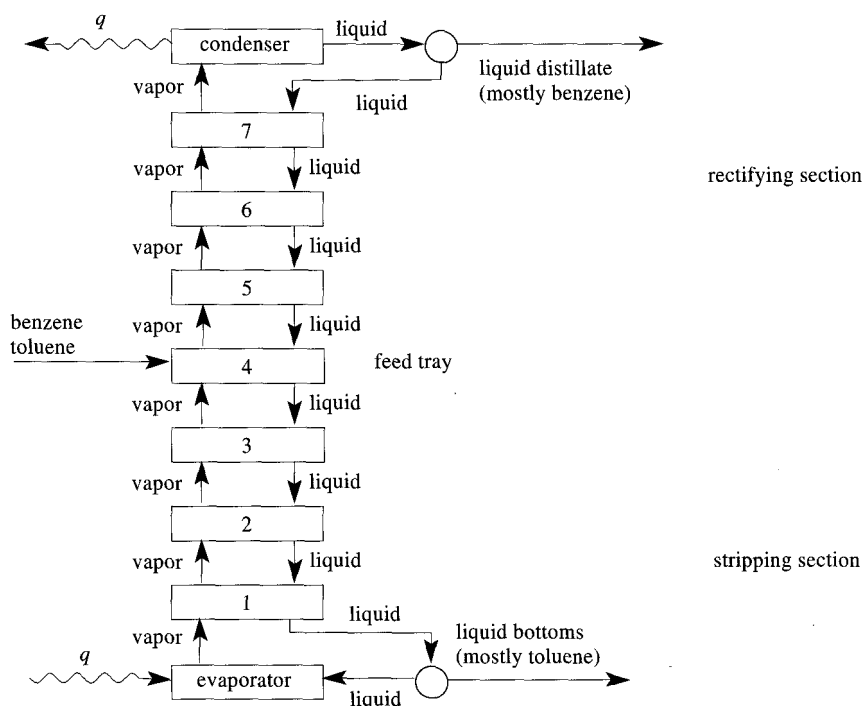 q
condenser
liquid
liquid distillate
(mostly benzene)
vapor
liquid
7
vapor
liquid
rectifying section
6
vapor
liquid
5
benzene
toluene
vapor
liquid
4
feed tray
vapor
liquid
3
vapor
liquid
2
vapor
liquid
stripping section
1
liquid
vapor
liquid bottoms
(mostly toluene)
q
evaporator
liquid